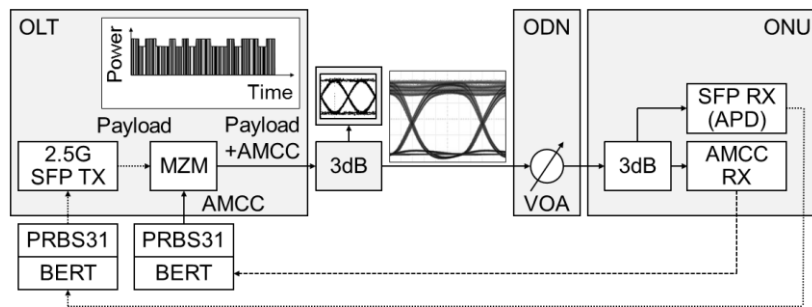 OLT
ODN
ONU
Power
Time
Payload
Payload
+AMCC
2.5G
SFP TX
MZM
3dB
AMCC
VOA
3dB
SFP RX
(APD)
AMCC
RX
PRBS31
BERT
PRBS31
BERT